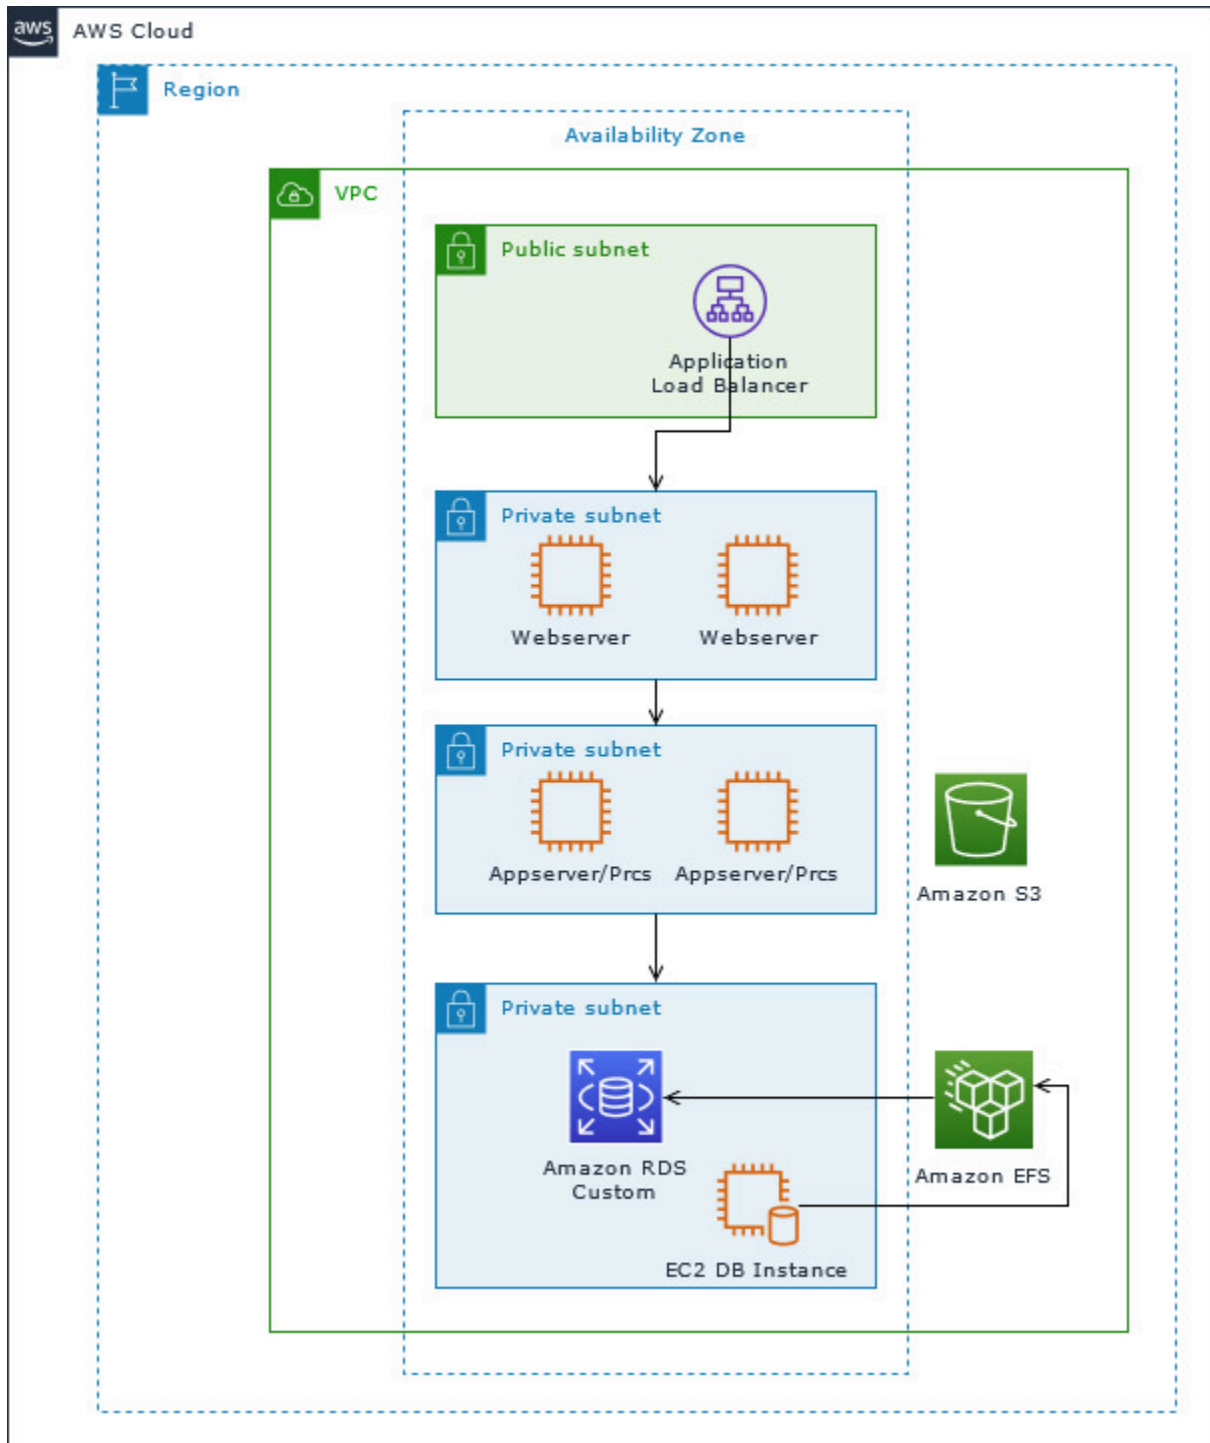 aws
AWS Cloud
Region
Availability Zone
VPC
Public subnet
Application
Load Balancer
Private subnet
Webserver
Webserver
Private subnet
Appserver/Prcs
Appserver/Prcs
Amazon S3
Private subnet
Amazon RDS
Custom
Amazon EFS
EC2 DB Instance